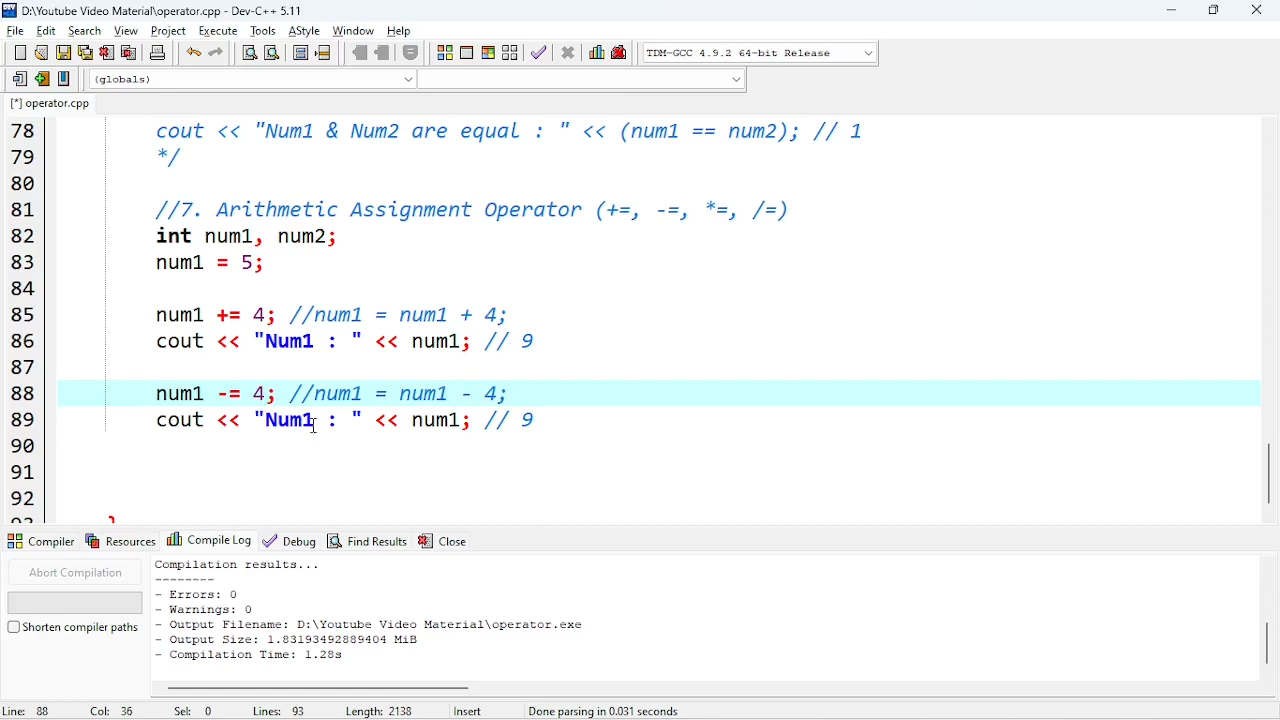 D:\Youtube Video Material\operator.cpp - Dev-C++ 5.11
File Edit Search View Project Execute Tools AStyle Window Help
TDM-GCC 4.9.2 64-bit Release
(globals)
[*] operator.cpp
78 cout << "Num1 & Num2 are equal : " << (num1 == num2); // 1
79 */
80
81 //7. Arithmetic Assignment Operator (+=, -=, *=, /=)
82 int num1, num2;
83 num1 = 5;
84
85 num1 += 4; //num1 = num1 + 4;
86 cout << "Num1 : " << num1; // 9
87
88 num1 -= 4; //num1 = num1 - 4;
89 cout << "Num1 : " << num1; // 9
90
91
92
93 }
Compiler Resources Compile Log Debug Find Results Close
Abort Compilation
Shorten compiler paths
Compilation results...
--------
- Errors: 0
- Warnings: 0
- Output Filename: D:\Youtube Video Material\operator.exe
- Output Size: 1.83193492889404 MiB
- Compilation Time: 1.28s
Line: 88 Col: 36 Sel: 0 Lines: 93 Length: 2138 Insert Done parsing in 0.031 seconds